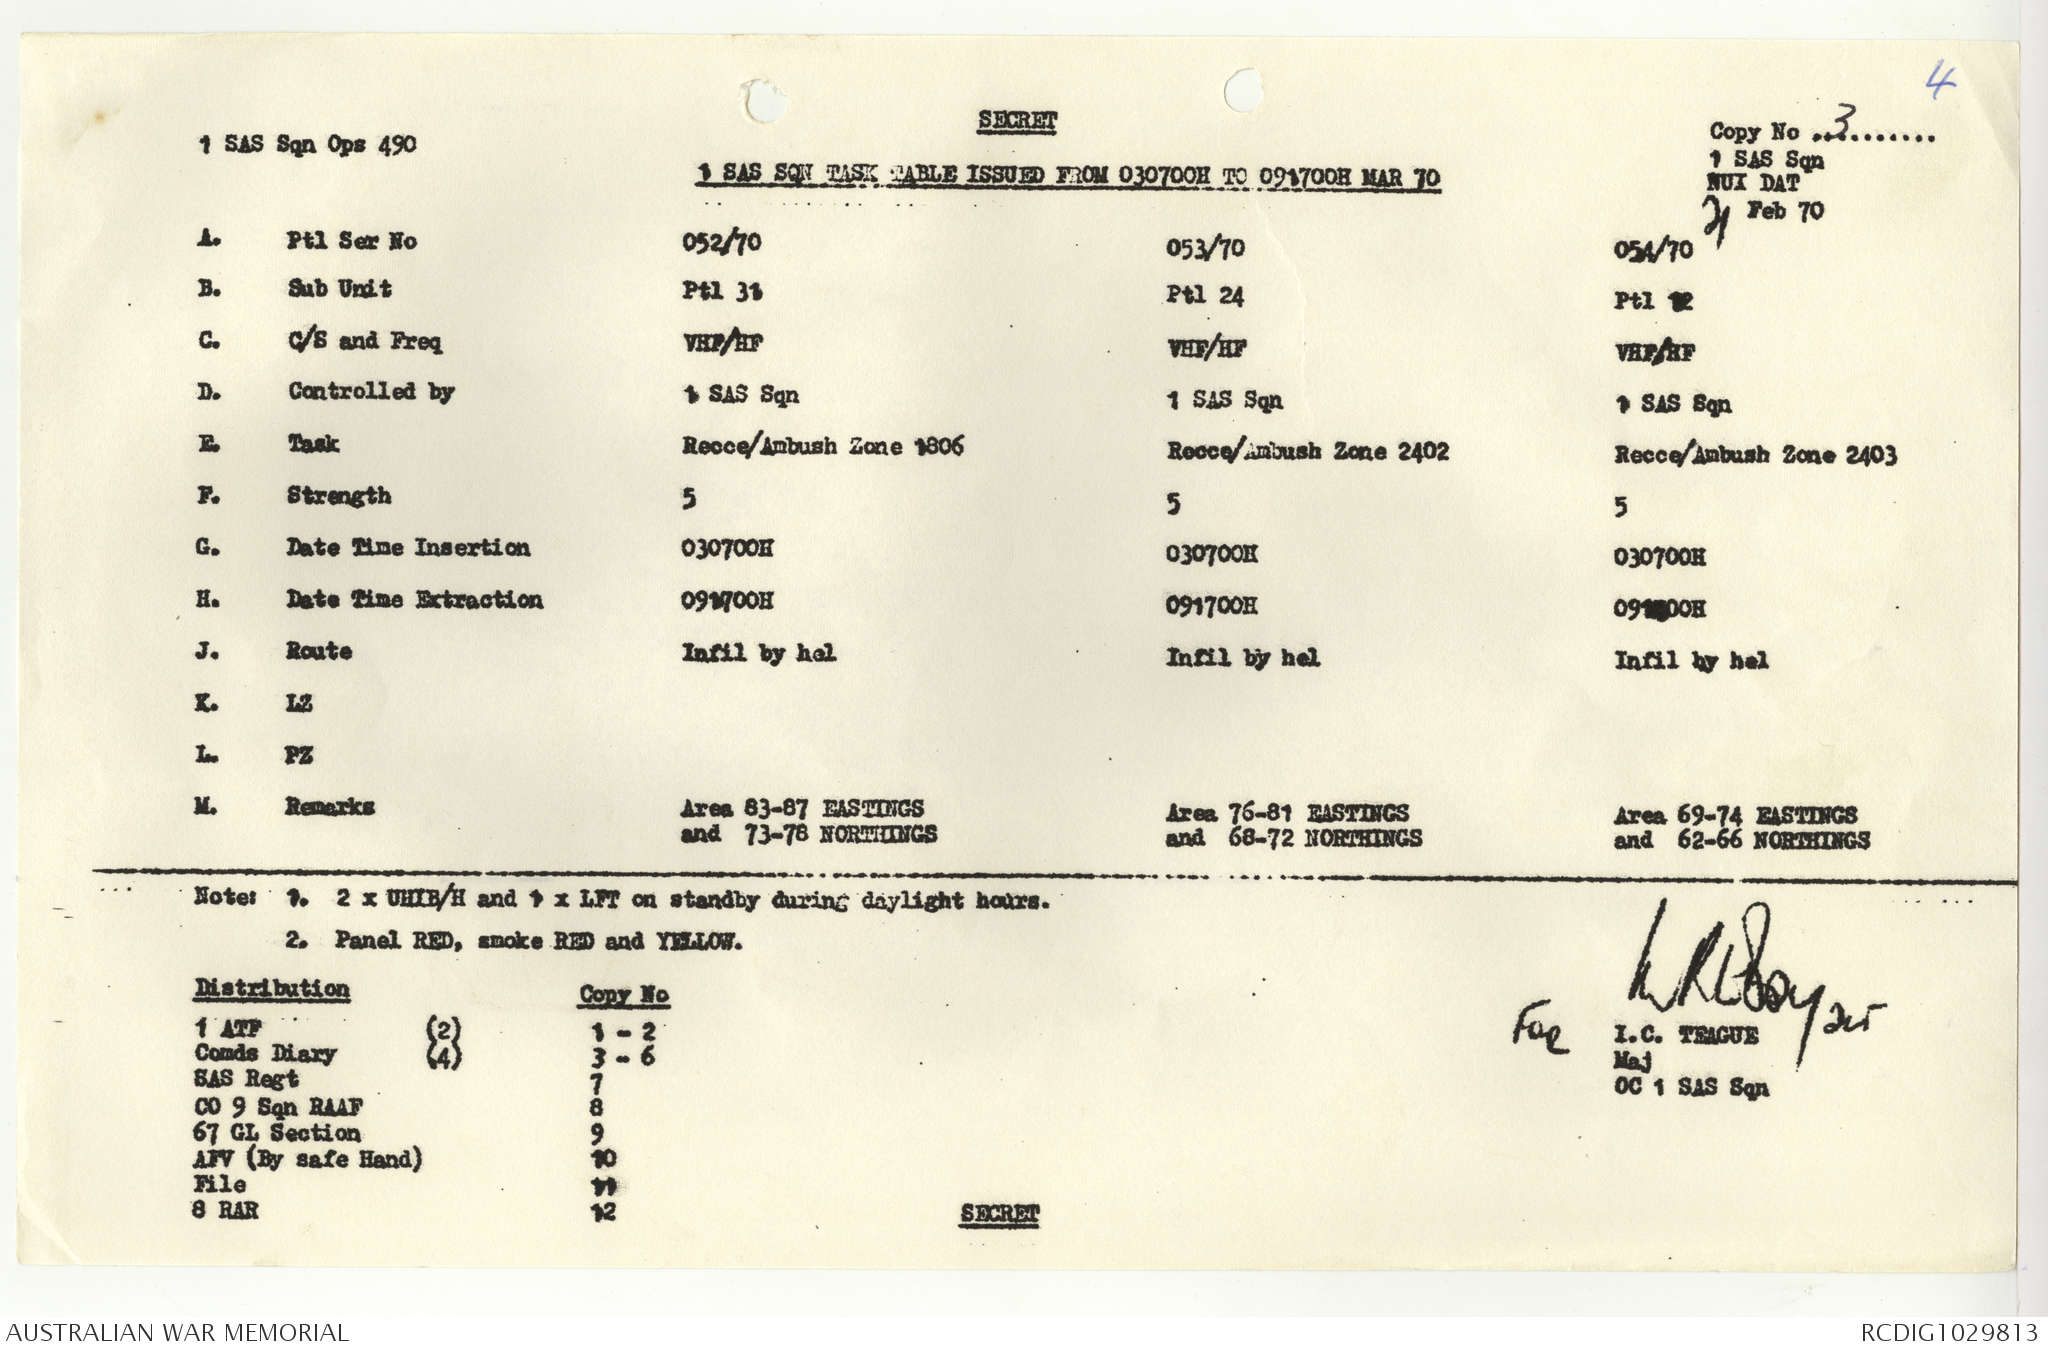 4
SECRET
Copy No ..3........
1 SAS Sqn Ops 490
1 SAS Sqn
NUI DAT
1 SAS SQN TASK TABLE ISSUED FROM 030700H TO 091700H MAR 70
21 Feb 70
A. Ptl Ser No 052/70 053/70 054/70
B. Sub Unit Ptl 31 Ptl 24 Ptl 12
C. C/S and Freq VHF/HF VHF/HF VHF/HF
D. Controlled by 1 SAS Sqn 1 SAS Sqn 1 SAS Sqn
E. Task Recce/Ambush Zone 1806 Recce/Ambush Zone 2402 Recce/Ambush Zone 2403
F. Strength 5 5 5
G. Date Time Insertion 030700H 030700H 030700H
H. Date Time Extraction 091700H 091700H 091700H
J. Route Infil by hel Infil by hel Infil by hel
K. LZ
L. PZ
M. Remarks Area 83-87 EASTINGS Area 76-81 EASTINGS Area 69-74 EASTINGS
and 73-78 NORTHINGS and 68-72 NORTHINGS and 62-66 NORTHINGS
Note: 1. 2 x UHIB/H and 1 x LFT on standby during daylight hours.
2. Panel RED, smoke RED and YELLOW.
Distribution Copy No
1 ATF (2) 1 - 2
Comds Diary (4) 3 - 6
SAS Regt 7
CO 9 Sqn RAAF 8
67 GL Section 9
AFV (By safe Hand) 10
File 11
8 RAR 12
For I.C. TEAGUE
Maj
OC 1 SAS Sqn
SECRET
AUSTRALIAN WAR MEMORIAL
RCDIG1029813